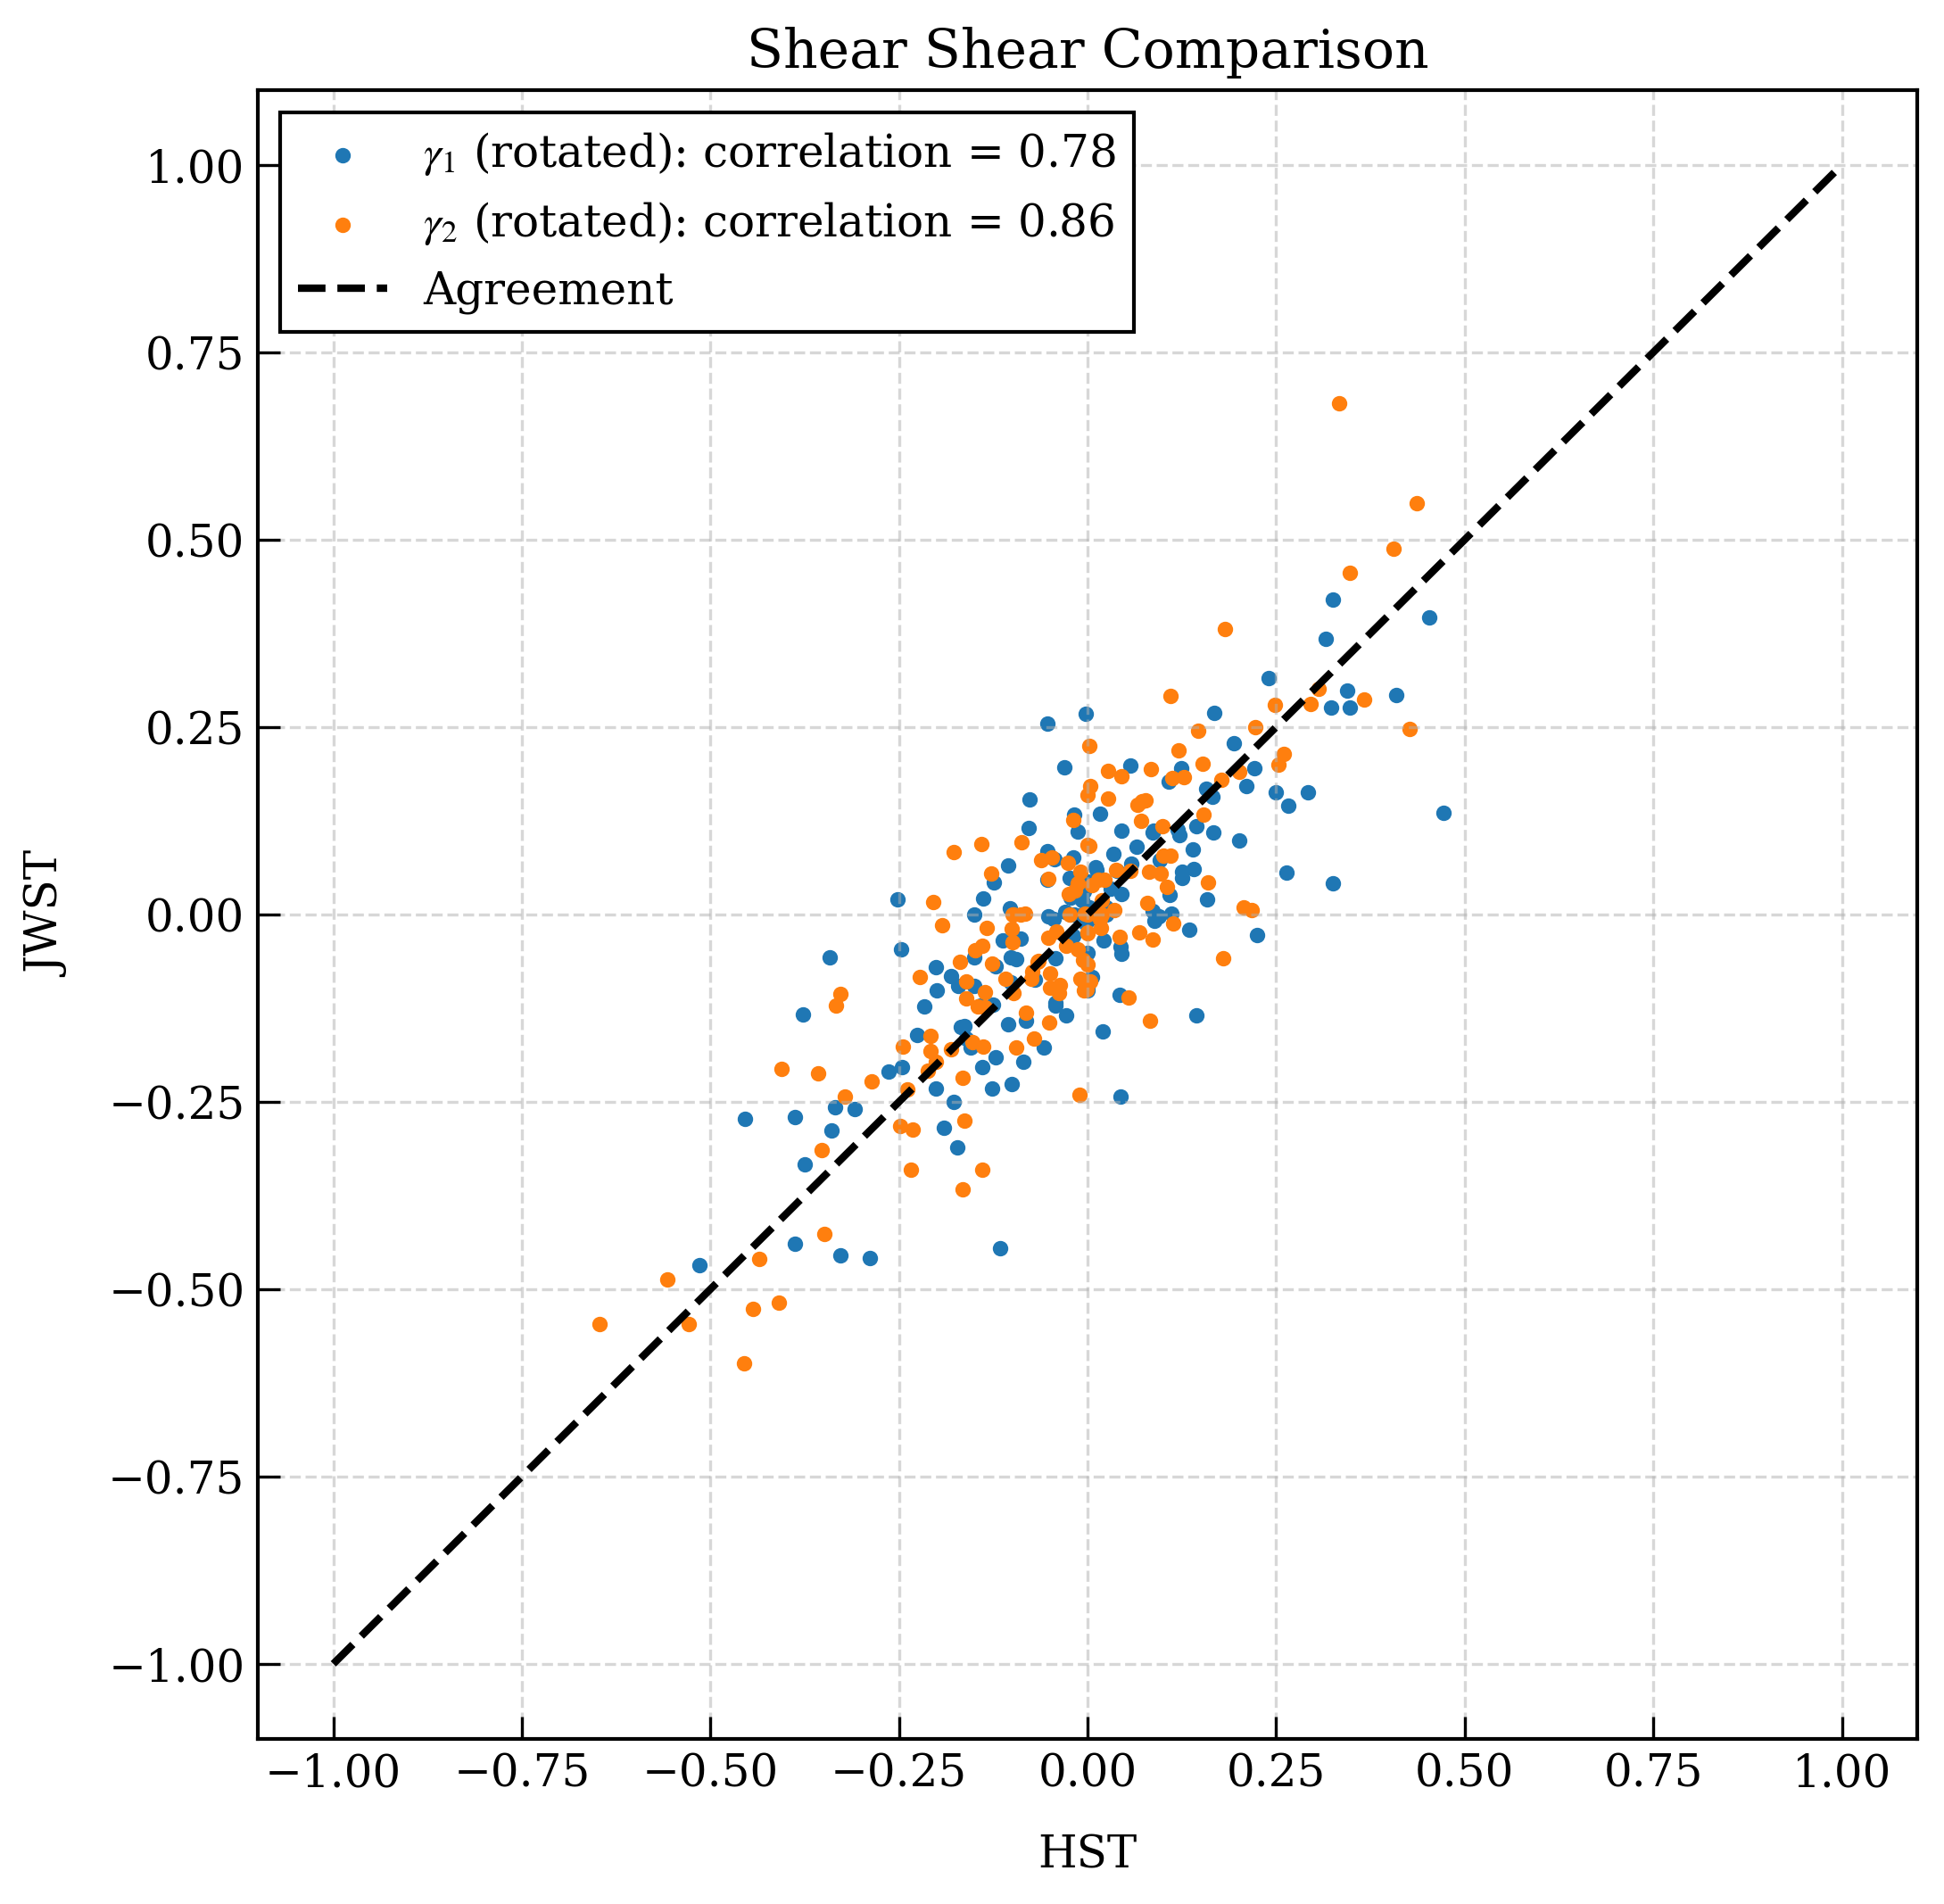 Shear Shear Comparison
γ₁ (rotated): correlation = 0.78
γ₂ (rotated): correlation = 0.86
Agreement
1.00
0.75
0.50
0.25
0.00
−0.25
−0.50
−0.75
−1.00
JWST
−1.00 −0.75 −0.50 −0.25 0.00 0.25 0.50 0.75 1.00
HST